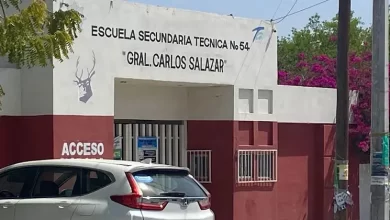 ESCUELA SECUNDARIA TECNICA No 54
"GRAL. CARLOS SALAZAR"
ACCESO